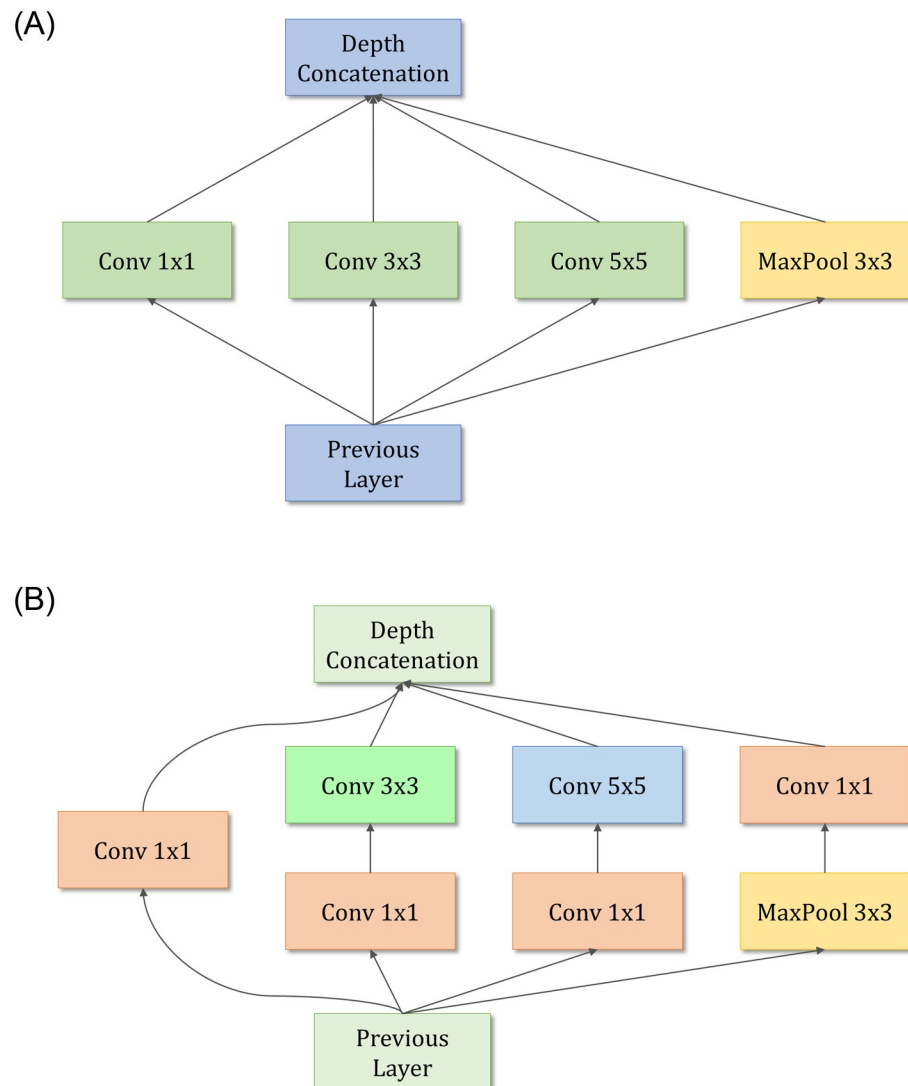 (A)
Depth
Concatenation
Conv 1x1
Conv 3x3
Conv 5x5
MaxPool 3x3
Previous
Layer
(B)
Depth
Concatenation
Conv 3x3
Conv 5x5
Conv 1x1
Conv 1x1
Conv 1x1
Conv 1x1
MaxPool 3x3
Previous
Layer